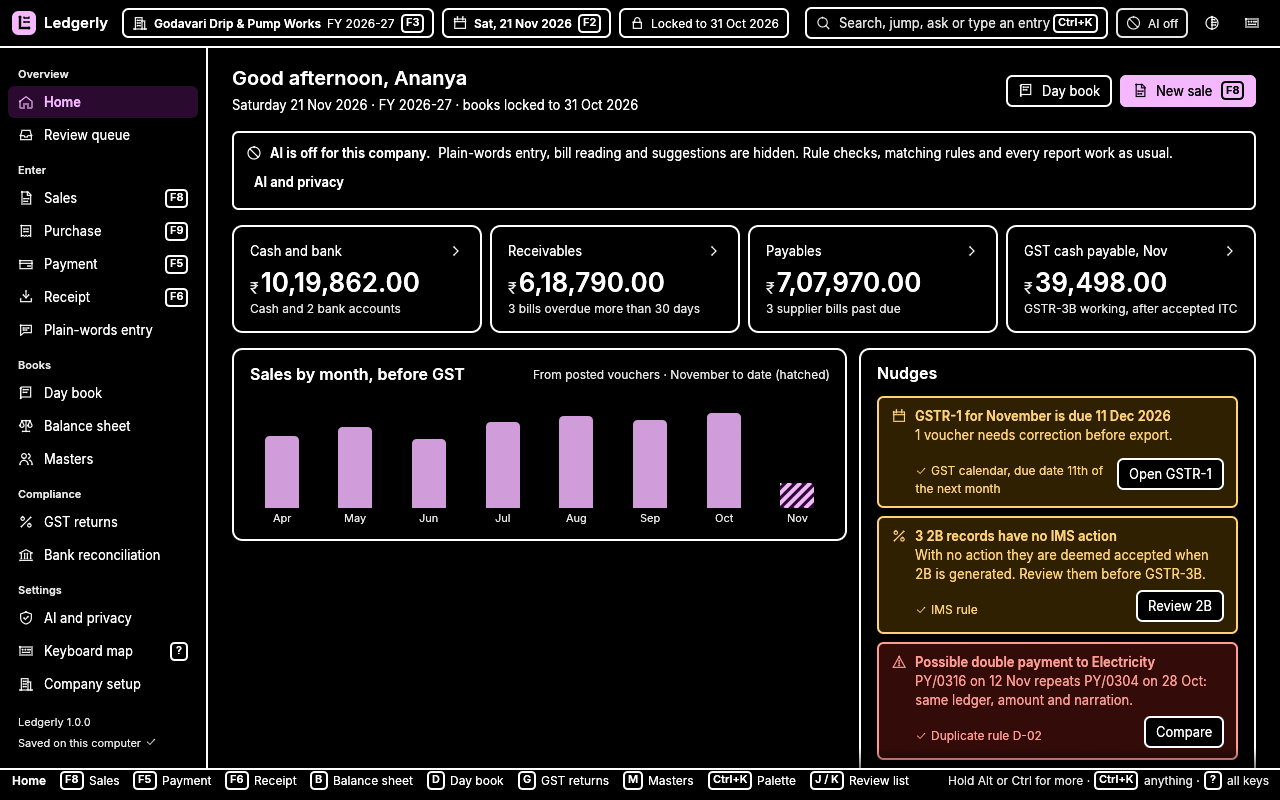 Ledgerly
Godavari Drip & Pump Works FY 2026-27 F3
Sat, 21 Nov 2026 F2
Locked to 31 Oct 2026
Search, jump, ask or type an entry Ctrl+K
AI off
Overview
Home
Review queue
Enter
Sales F8
Purchase F9
Payment F5
Receipt F6
Plain-words entry
Books
Day book
Balance sheet
Masters
Compliance
GST returns
Bank reconciliation
Settings
AI and privacy
Keyboard map ?
Company setup
Ledgerly 1.0.0
Saved on this computer ✓
Good afternoon, Ananya
Saturday 21 Nov 2026 · FY 2026-27 · books locked to 31 Oct 2026
Day book
New sale F8
AI is off for this company. Plain-words entry, bill reading and suggestions are hidden. Rule checks, matching rules and every report work as usual.
AI and privacy
Cash and bank
₹10,19,862.00
Cash and 2 bank accounts
Receivables
₹6,18,790.00
3 bills overdue more than 30 days
Payables
₹7,07,970.00
3 supplier bills past due
GST cash payable, Nov
₹39,498.00
GSTR-3B working, after accepted ITC
Sales by month, before GST
From posted vouchers · November to date (hatched)
Apr May Jun Jul Aug Sep Oct Nov
Nudges
GSTR-1 for November is due 11 Dec 2026
1 voucher needs correction before export.
✓ GST calendar, due date 11th of
the next month
Open GSTR-1
3 2B records have no IMS action
With no action they are deemed accepted when
2B is generated. Review them before GSTR-3B.
✓ IMS rule
Review 2B
Possible double payment to Electricity
PY/0316 on 12 Nov repeats PY/0304 on 28 Oct:
same ledger, amount and narration.
✓ Duplicate rule D-02
Compare
Home F8 Sales F5 Payment F6 Receipt B Balance sheet D Day book G GST returns M Masters Ctrl+K Palette J / K Review list Hold Alt or Ctrl for more · Ctrl+K anything · ? all keys